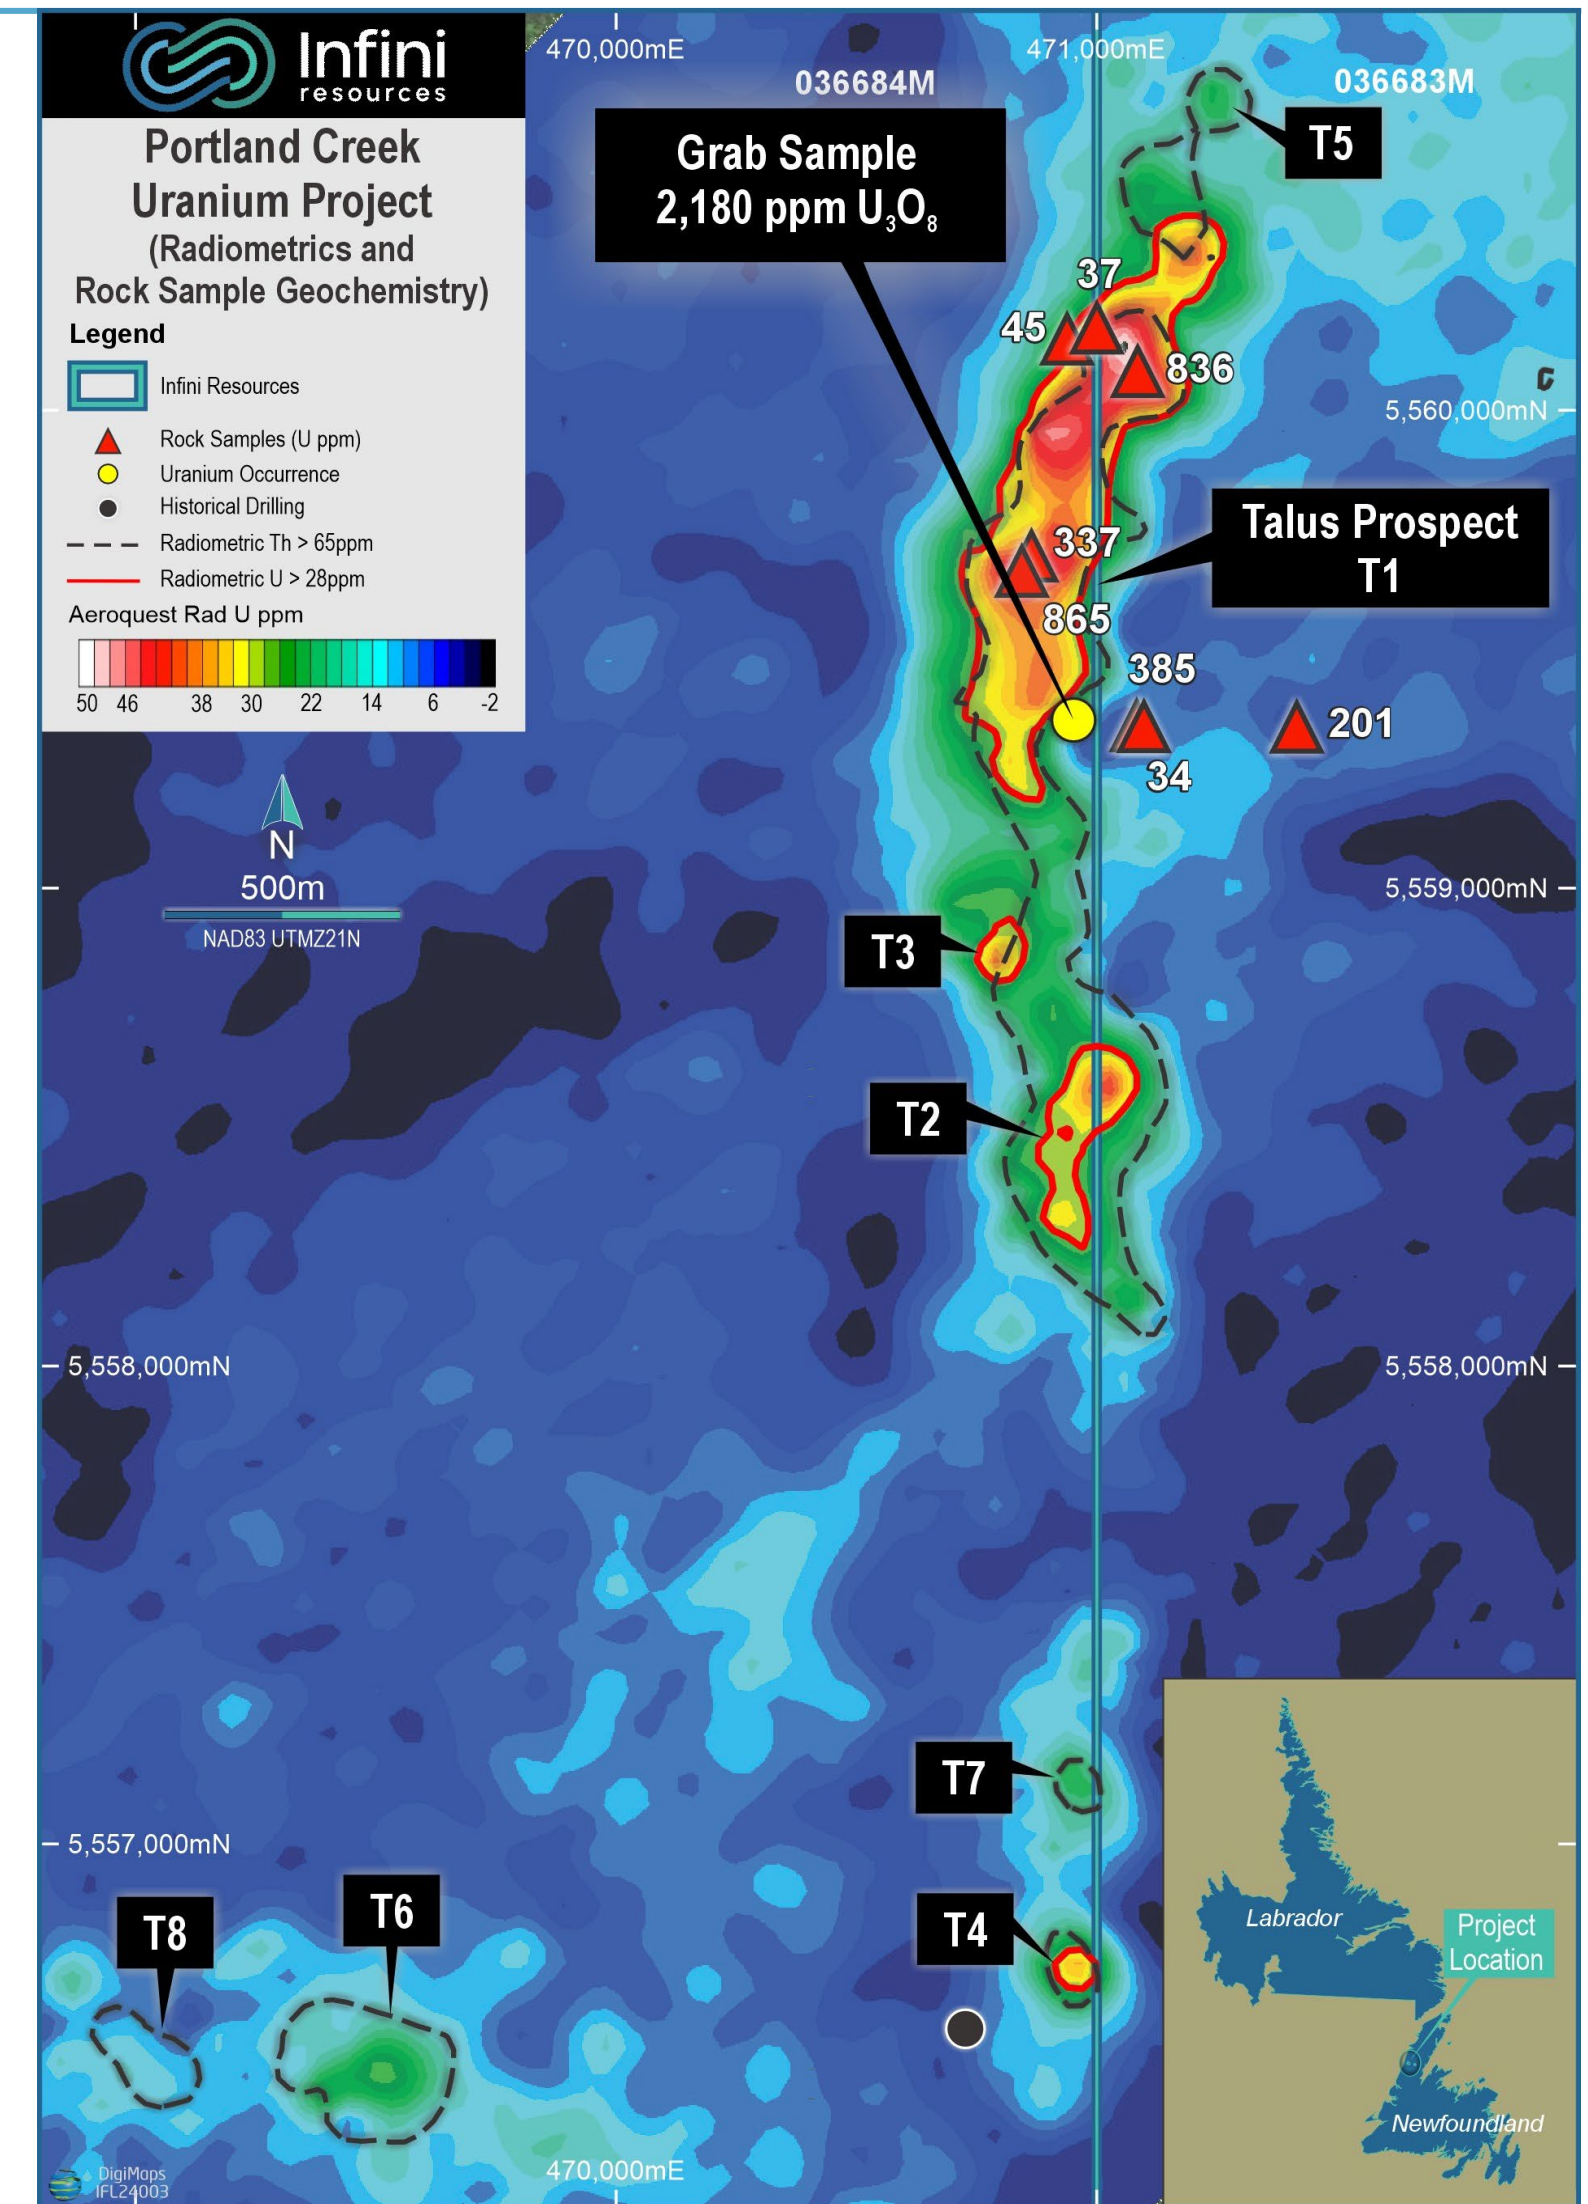 Infini
resources
Portland Creek
Uranium Project
(Radiometrics and
Rock Sample Geochemistry)
Legend
Infini Resources
Rock Samples (U ppm)
Uranium Occurrence
Historical Drilling
Radiometric Th > 65ppm
Radiometric U > 28ppm
Aeroquest Rad U ppm
50 46 38 30 22 14 6 -2
N
500m
NAD83 UTMZ21N
470,000mE
471,000mE
036684M
036683M
Grab Sample
2,180 ppm U₃O₈
T5
37
45
836
5,560,000mN
Talus Prospect
T1
337
865
385
201
34
5,559,000mN
T3
T2
5,558,000mN
5,558,000mN
T7
5,557,000mN
T4
T6
T8
Labrador
Project
Location
Newfoundland
470,000mE
DigiMaps
IFL24003